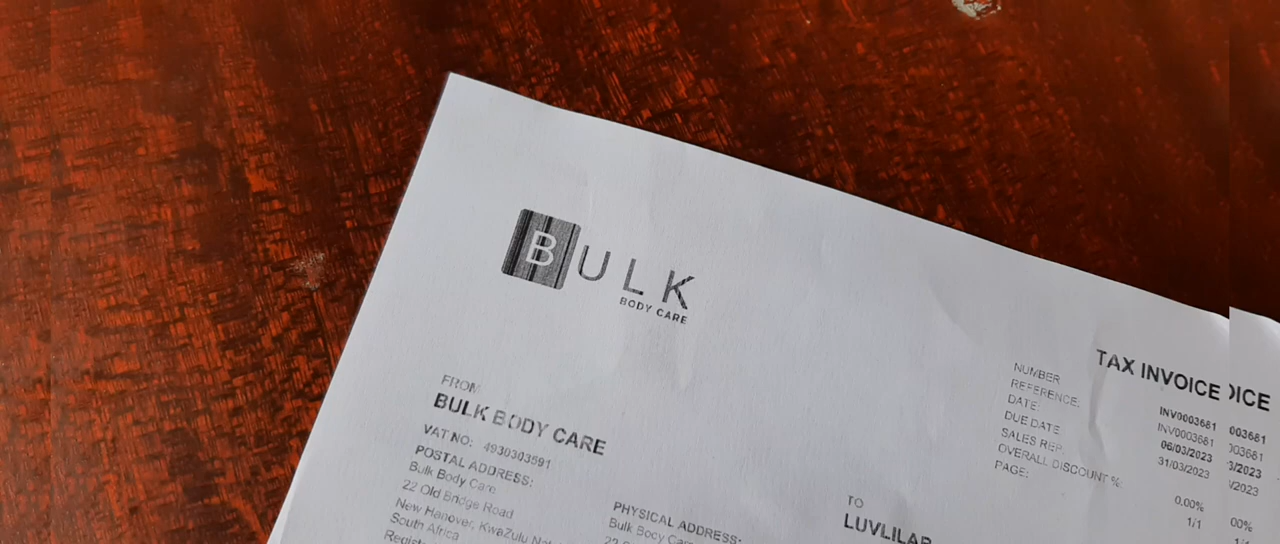 BULK
BODY CARE
TAX INVOICE
NUMBER: INV0003681
REFERENCE: INV0003681
DATE: 06/03/2023
DUE DATE: 31/03/2023
SALES REP:
OVERALL DISCOUNT %: 0.00%
PAGE: 1/1
FROM
BULK BODY CARE
VAT NO: 4930303591
POSTAL ADDRESS:
Bulk Body Care
22 Old Bridge Road
New Hanover, KwaZulu
South Africa
PHYSICAL ADDRESS:
Bulk Body Care
TO
LUVLILAR